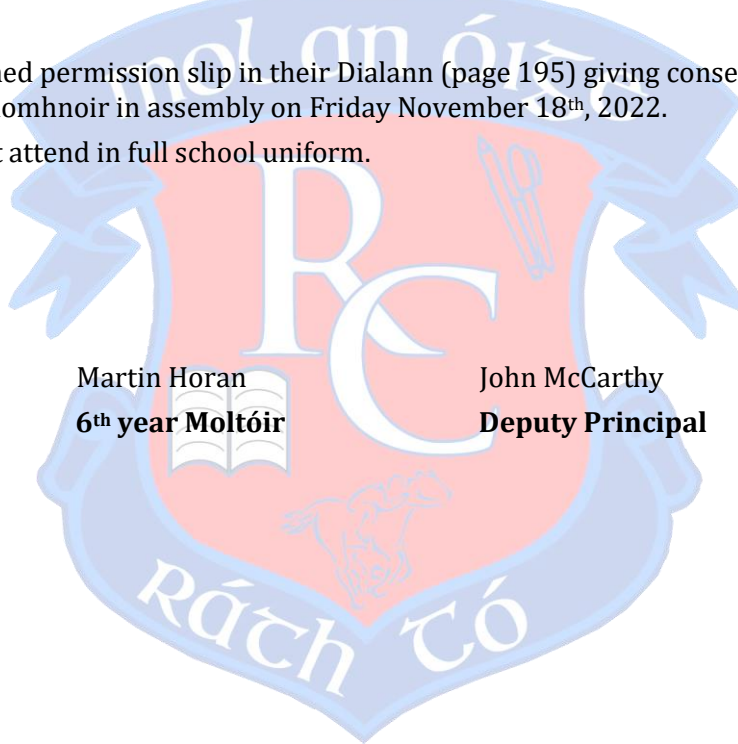 mol an óige
ned permission slip in their Dialann (page 195) giving conse
omhnoir in assembly on Friday November 18th, 2022.
t attend in full school uniform.
RC
Martin Horan John McCarthy
6th year Moltóir Deputy Principal
Ráth Tó